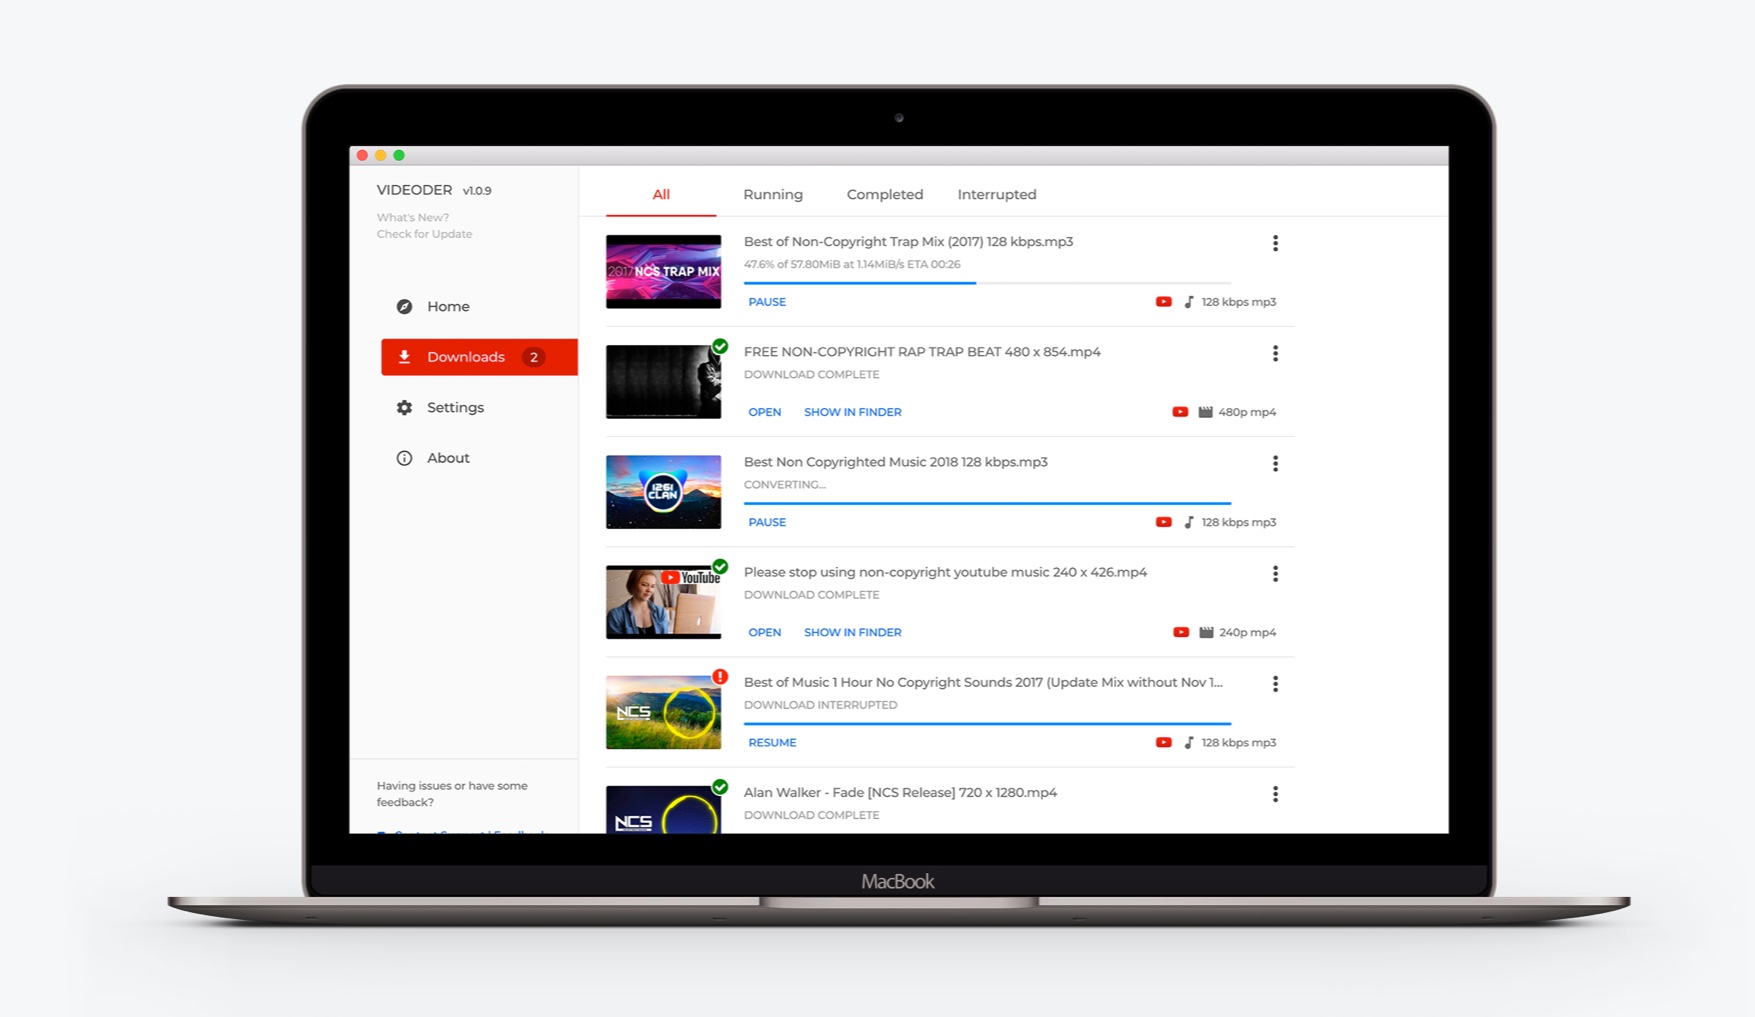 VIDEODER v1.0.9
What's New?
Check for Update
Home
Downloads 2
Settings
About
Having issues or have some
feedback?
All Running Completed Interrupted
2017 NCS TRAP MIX
Best of Non-Copyright Trap Mix (2017) 128 kbps.mp3
47.6% of 57.80MiB at 1.14MiB/s ETA 00:26
PAUSE 128 kbps mp3
FREE NON-COPYRIGHT RAP TRAP BEAT 480 x 854.mp4
DOWNLOAD COMPLETE
OPEN SHOW IN FINDER 480p mp4
1261
CLAN
Best Non Copyrighted Music 2018 128 kbps.mp3
CONVERTING...
PAUSE 128 kbps mp3
YouTube
Please stop using non-copyright youtube music 240 x 426.mp4
DOWNLOAD COMPLETE
OPEN SHOW IN FINDER 240p mp4
NCS
Best of Music 1 Hour No Copyright Sounds 2017 (Update Mix without Nov 1...
DOWNLOAD INTERRUPTED
RESUME 128 kbps mp3
NCS
Alan Walker - Fade [NCS Release] 720 x 1280.mp4
DOWNLOAD COMPLETE
MacBook